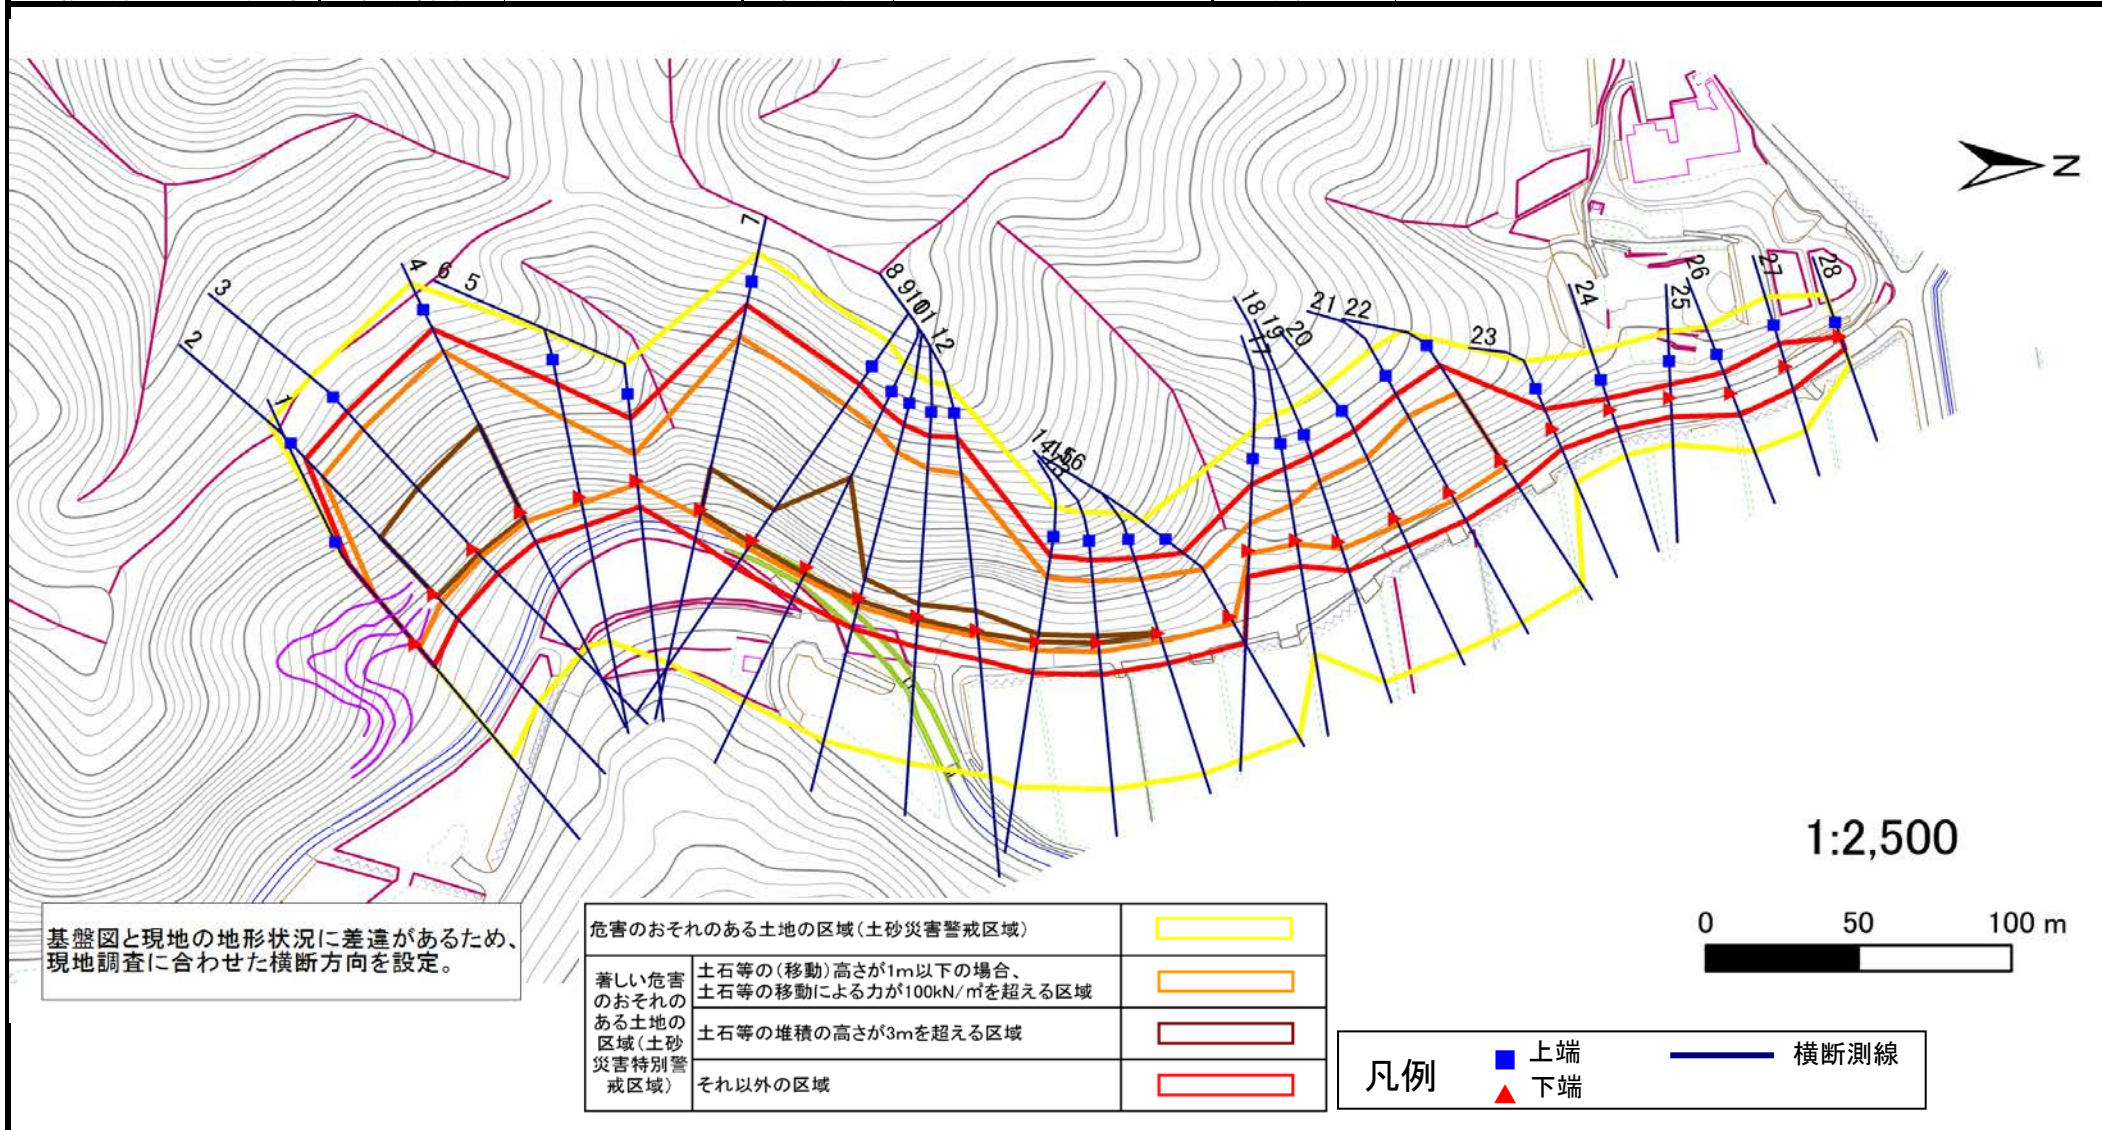 N
1
2
3
4
6
5
7
8
9
10
11
12
14
15
16
18
19
17
20
21
22
23
24
25
26
27
28
1:2,500
0 50 100 m
基盤図と現地の地形状況に差違があるため、
現地調査に合わせた横断方向を設定。
危害のおそれのある土地の区域(土砂災害警戒区域)
著しい危害
のおそれの
ある土地の
区域(土砂
災害特別警
戒区域)
土石等の(移動)高さが1m以下の場合、
土石等の移動による力が100kN/㎡を超える区域
土石等の堆積の高さが3mを超える区域
それ以外の区域
凡例
上端
下端
横断測線